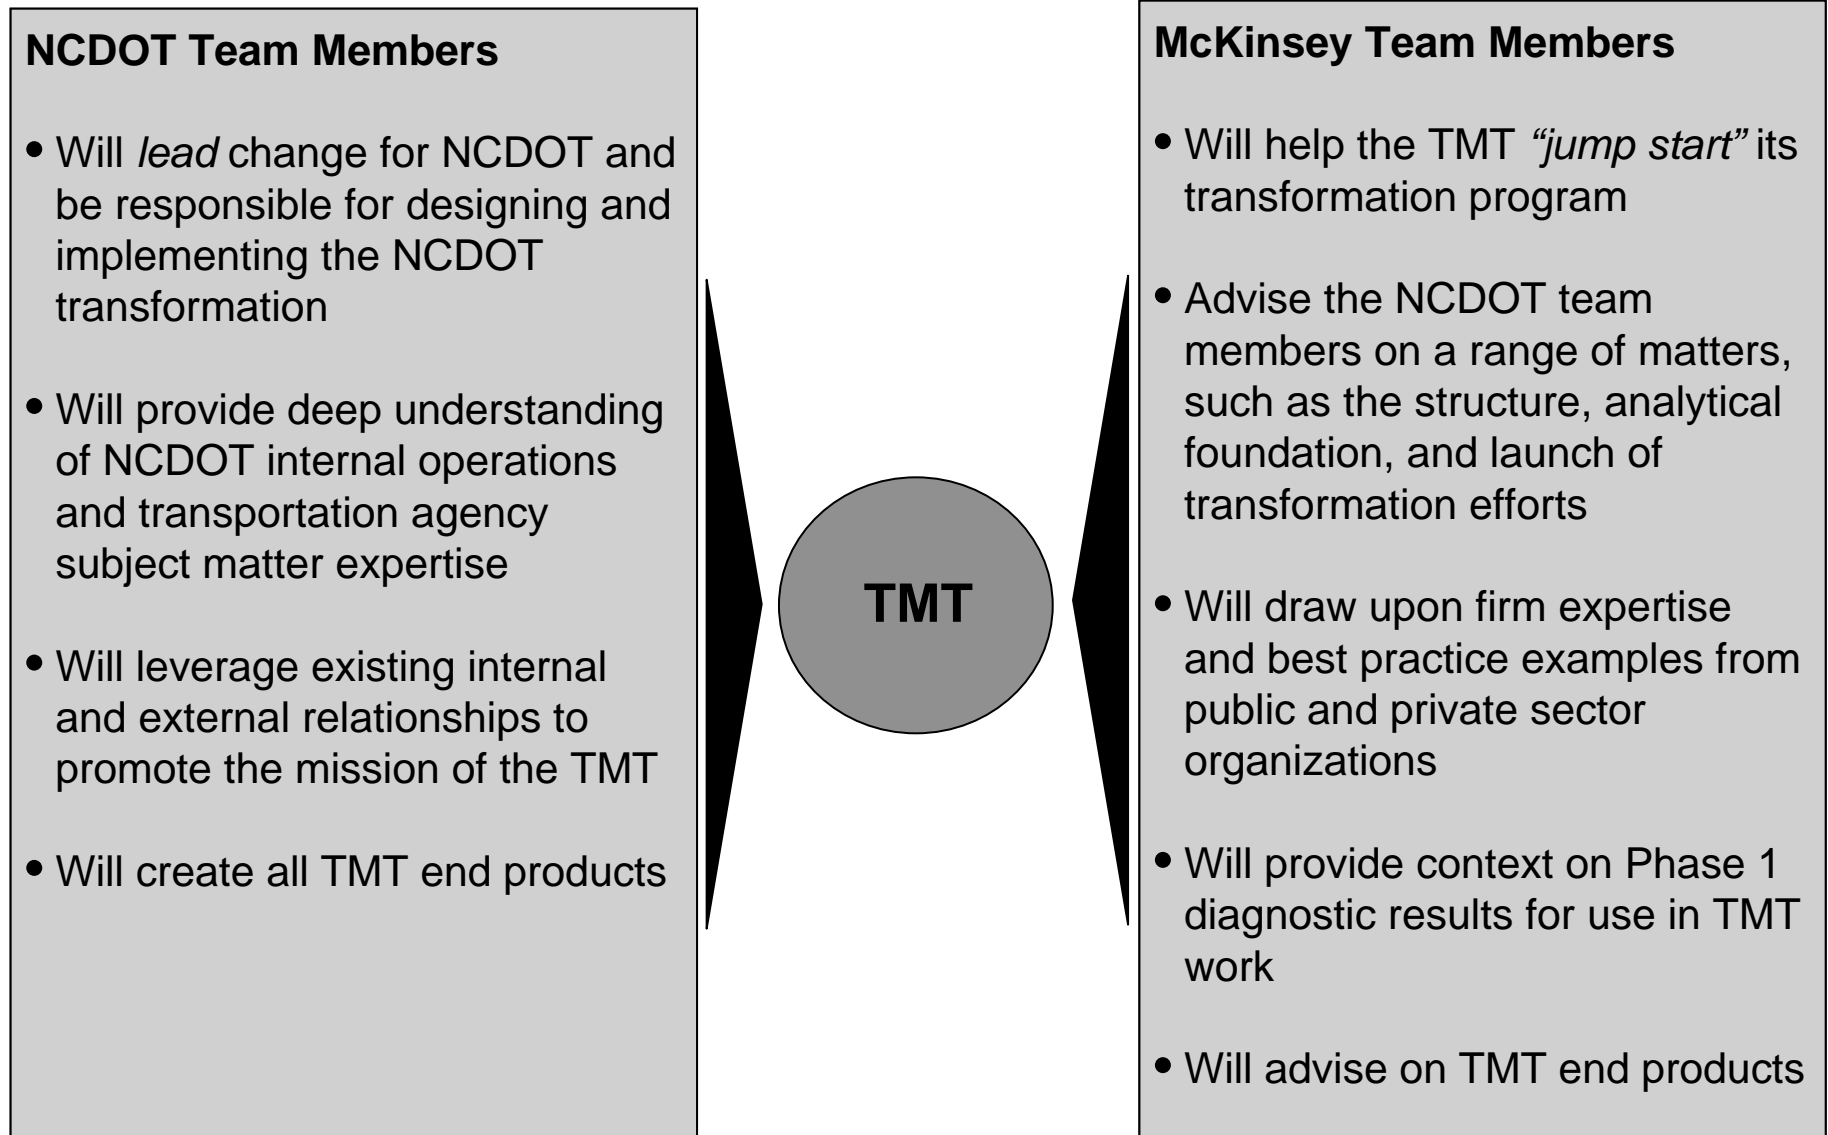 NCDOT Team Members
• Will lead change for NCDOT and
be responsible for designing and
implementing the NCDOT
transformation
• Will provide deep understanding
of NCDOT internal operations
and transportation agency
subject matter expertise
• Will leverage existing internal
and external relationships to
promote the mission of the TMT
• Will create all TMT end products
TMT
McKinsey Team Members
• Will help the TMT “jump start” its
transformation program
• Advise the NCDOT team
members on a range of matters,
such as the structure, analytical
foundation, and launch of
transformation efforts
• Will draw upon firm expertise
and best practice examples from
public and private sector
organizations
• Will provide context on Phase 1
diagnostic results for use in TMT
work
• Will advise on TMT end products